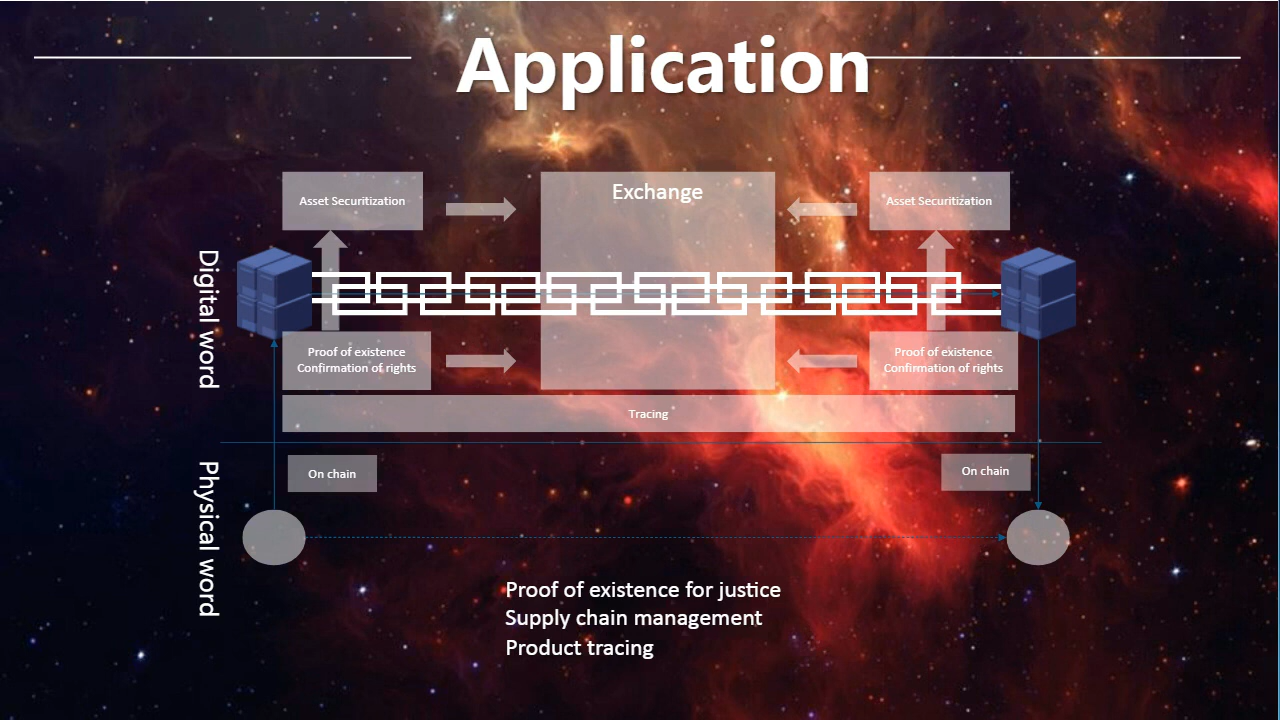 Application
Asset Securitization
Exchange
Asset Securitization
Digital word
Proof of existence
Confirmation of rights
Proof of existence
Confirmation of rights
Tracing
Physical word
On chain
On chain
Proof of existence for justice
Supply chain management
Product tracing